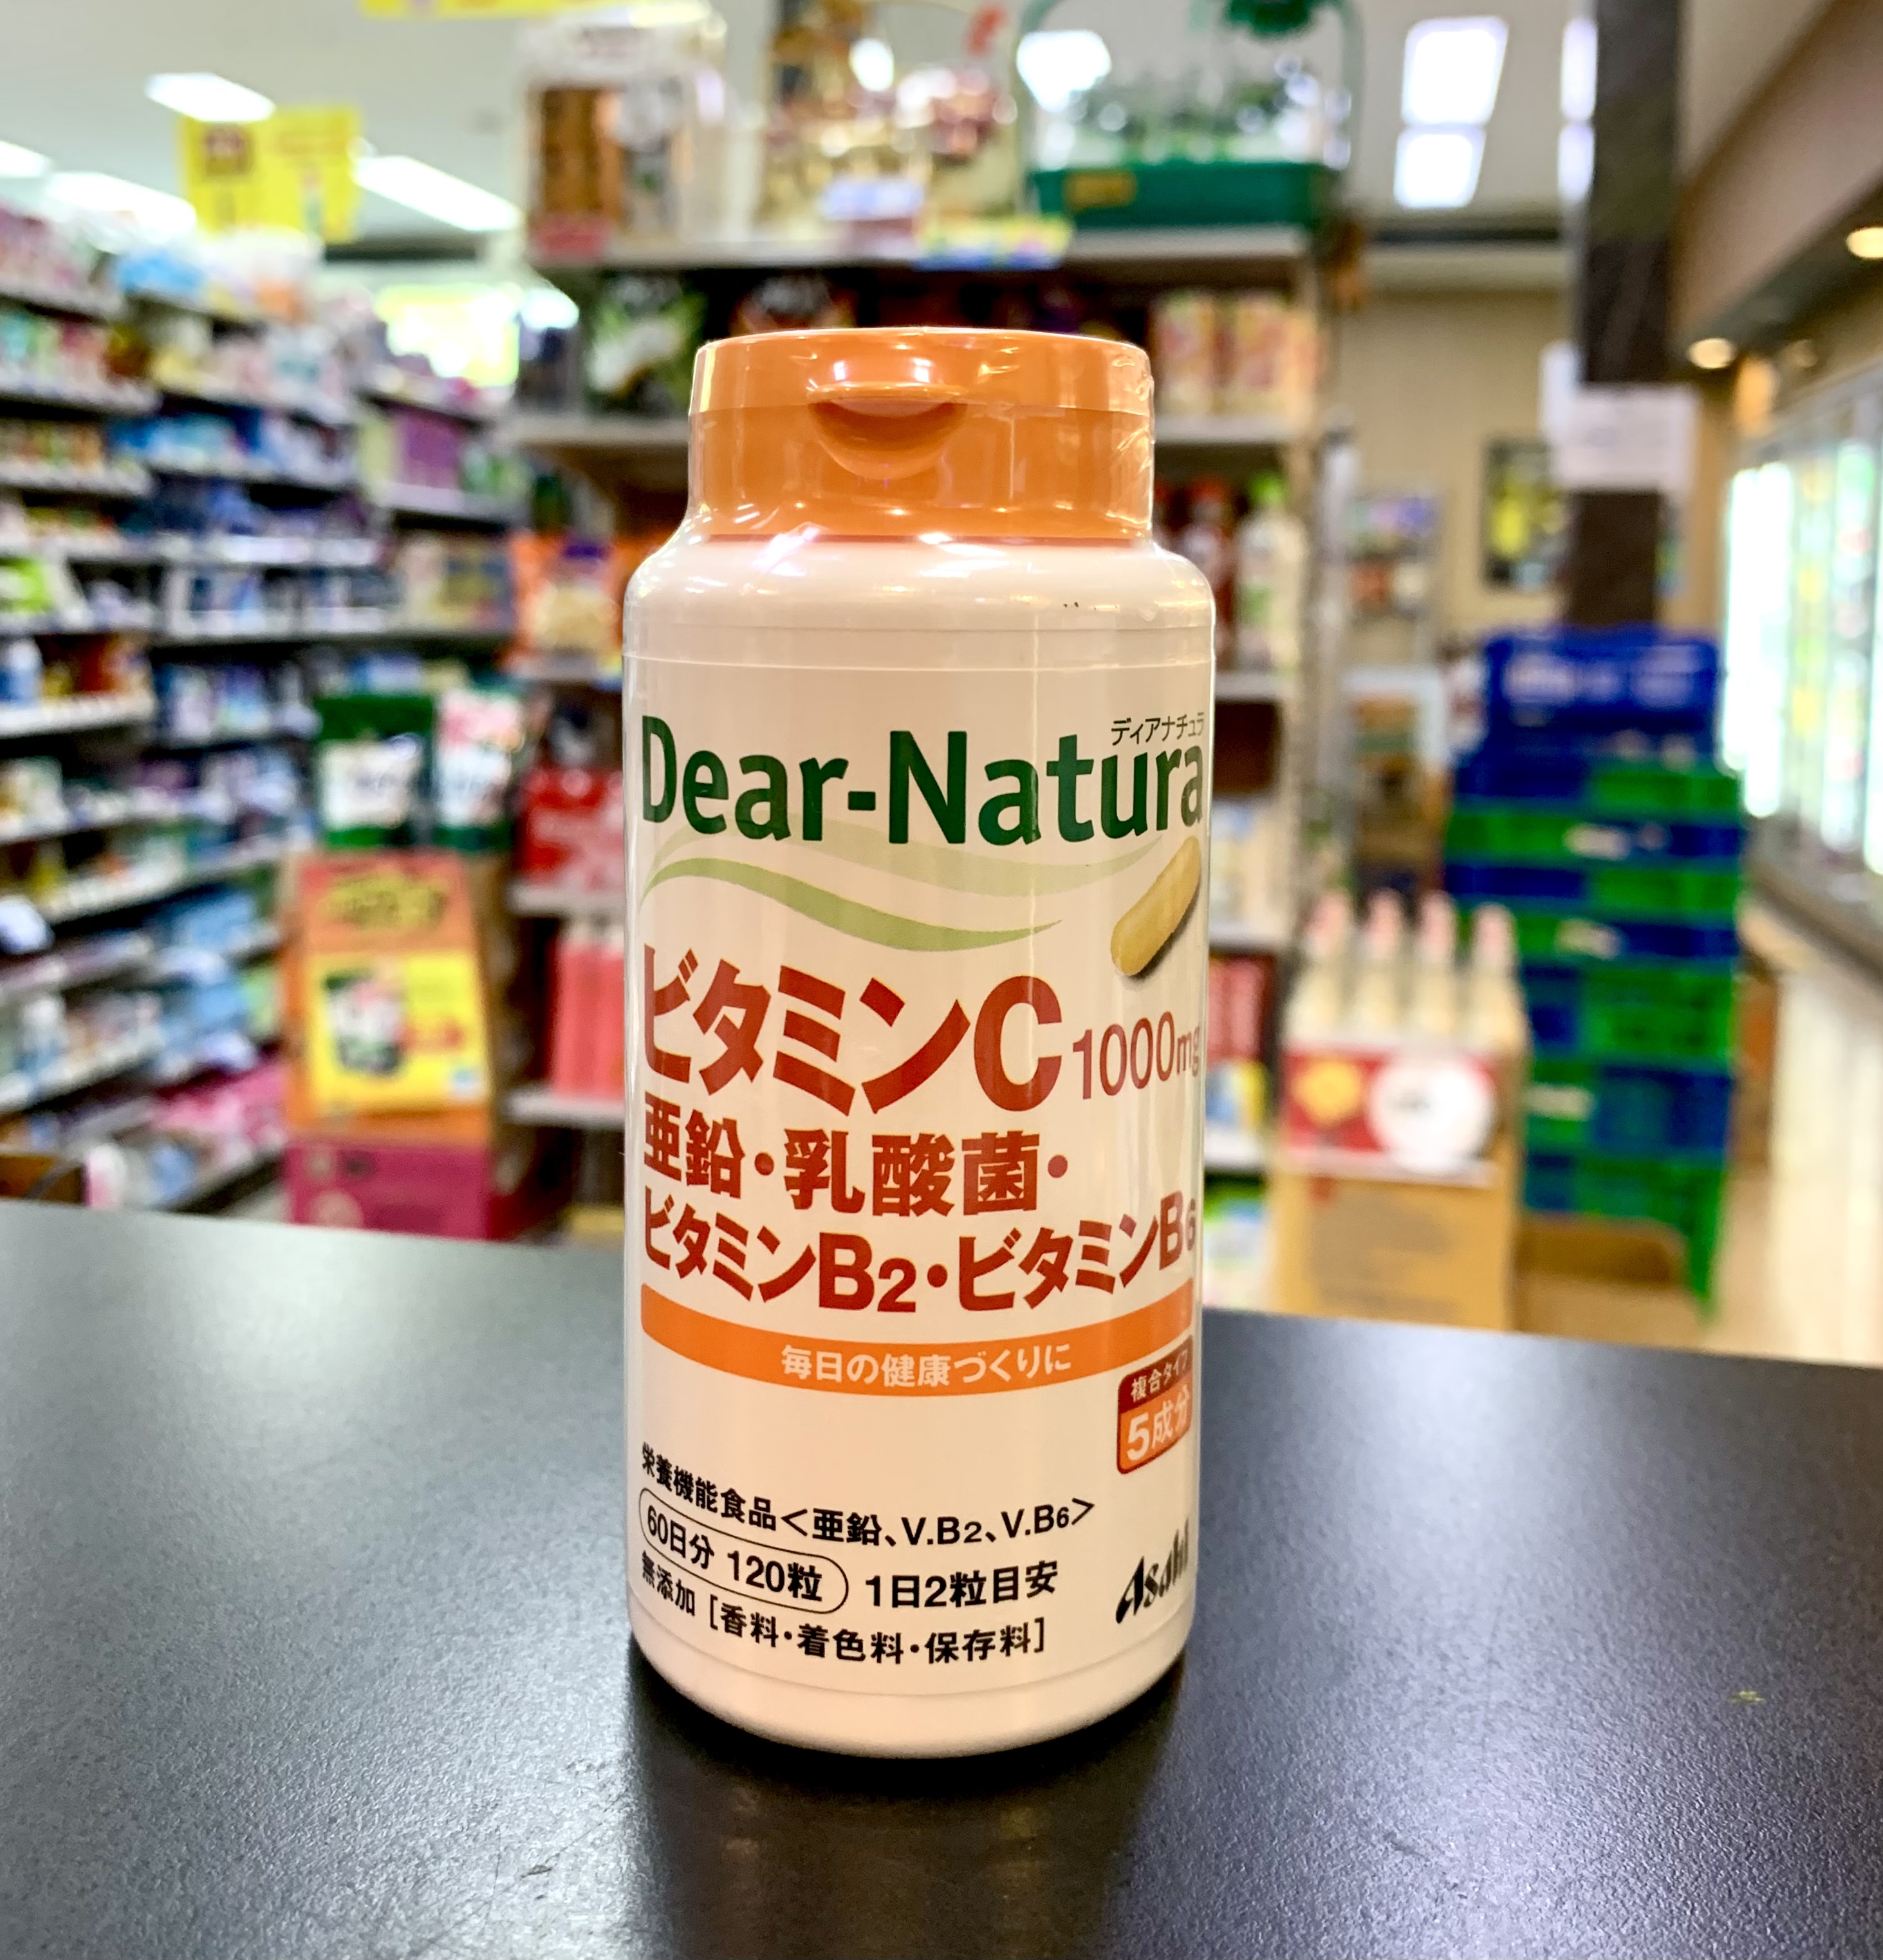 ディアナチュラ
Dear-Natura
ビタミンC 1000mg
亜鉛・乳酸菌・
ビタミンB2・ビタミンB6
毎日の健康づくりに
複合タイプ
5成分
栄養機能食品<亜鉛、V.B2、V.B6>
60日分 120粒 1日2粒目安
無添加 [香料・着色料・保存料]
Asahi